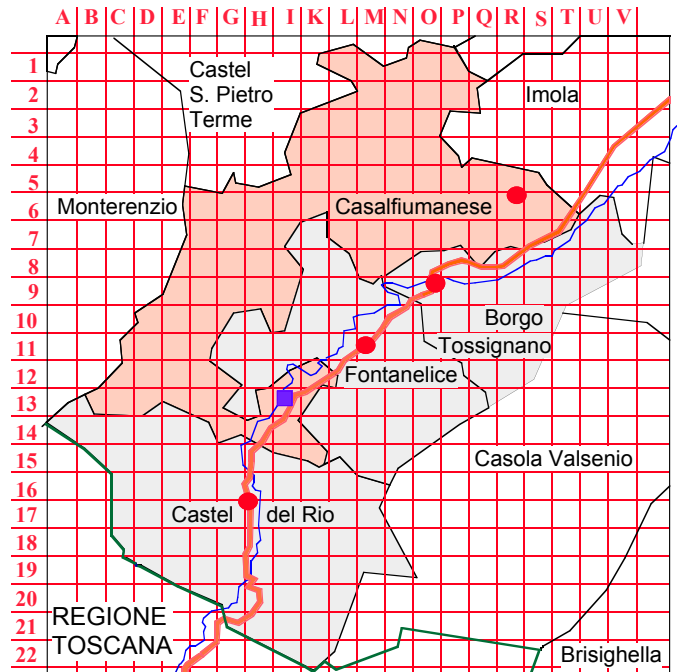 A B C D E F G H I K L M N O P Q R S T U V
1
Castel
S. Pietro
Terme
2
Imola
3
4
5
6
Monterenzio
Casalfiumanese
7
8
9
10
Borgo
11
Tossignano
12
Fontanelice
13
14
15
Casola Valsenio
16
17
Castel del Rio
18
19
20
REGIONE
21
TOSCANA
22
Brisighella